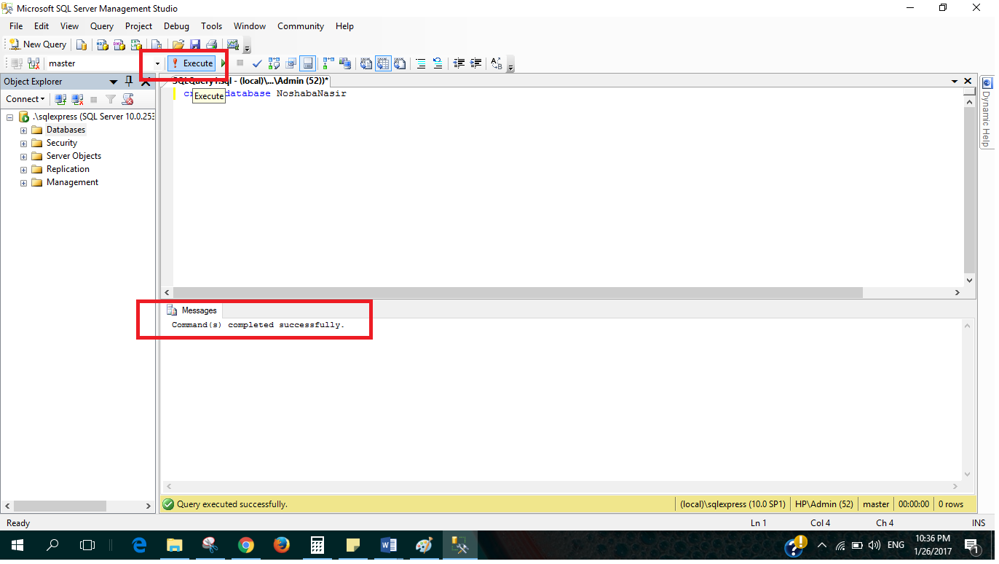 Microsoft SQL Server Management Studio
File Edit View Query Project Debug Tools Window Community Help
New Query
master Execute
Object Explorer
SQLQuery1.sql - (local)\...\Admin (52))*
Connect
database NoshabaNasir
Execute
.\sqlexpress (SQL Server 10.0.253
Databases
Security
Server Objects
Replication
Management
Dynamic Help
Messages
Command(s) completed successfully.
Query executed successfully. (local)\sqlexpress (10.0 SP1) HP\Admin (52) master 00:00:00 0 rows
Ready Ln 1 Col 4 Ch 4 INS
ENG
10:36 PM
1/26/2017
1